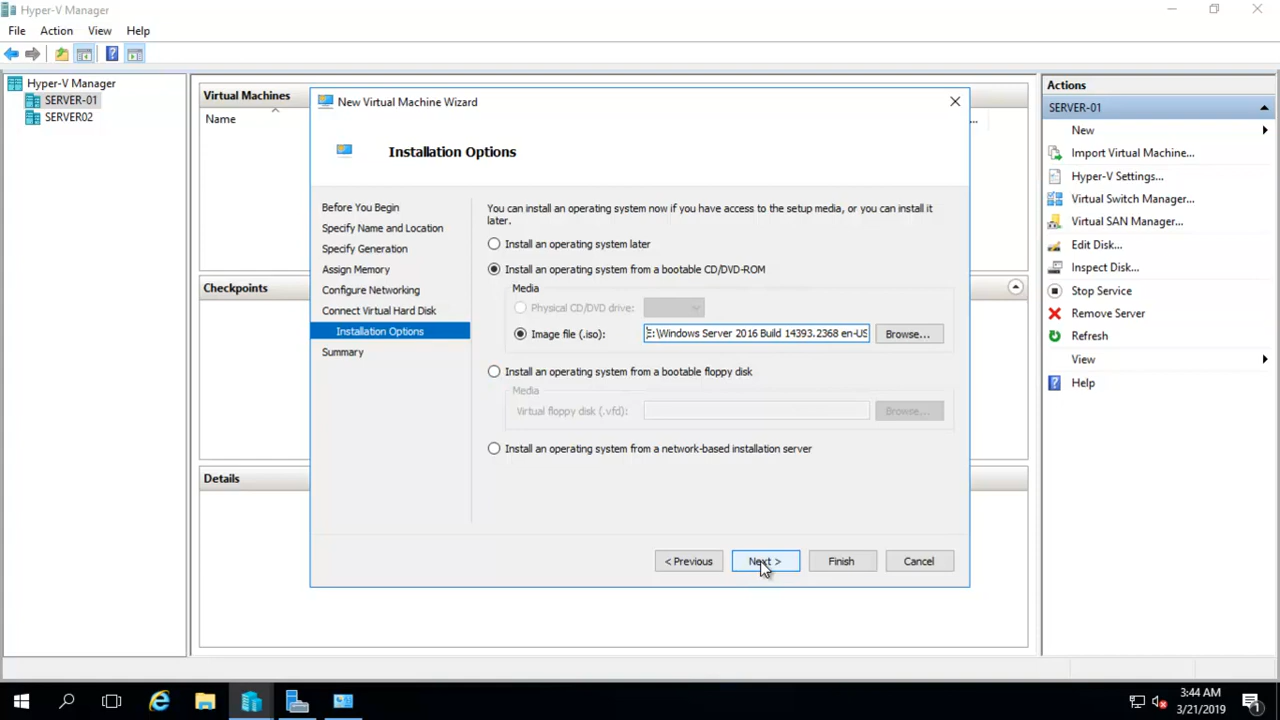 Hyper-V Manager
File Action View Help
Hyper-V Manager
SERVER-01
SERVER02
Virtual Machines
Name
...
Checkpoints
Details
New Virtual Machine Wizard
Installation Options
Before You Begin
Specify Name and Location
Specify Generation
Assign Memory
Configure Networking
Connect Virtual Hard Disk
Installation Options
Summary
You can install an operating system now if you have access to the setup media, or you can install it
later.
Install an operating system later
Install an operating system from a bootable CD/DVD-ROM
Media
Physical CD/DVD drive:
Image file (.iso):
E:\Windows Server 2016 Build 14393.2368 en-US
Browse...
Install an operating system from a bootable floppy disk
Media
Virtual floppy disk (.vfd):
Browse...
Install an operating system from a network-based installation server
< Previous
Next >
Finish
Cancel
Actions
SERVER-01
New
Import Virtual Machine...
Hyper-V Settings...
Virtual Switch Manager...
Virtual SAN Manager...
Edit Disk...
Inspect Disk...
Stop Service
Remove Server
Refresh
View
Help
3:44 AM
3/21/2019
1